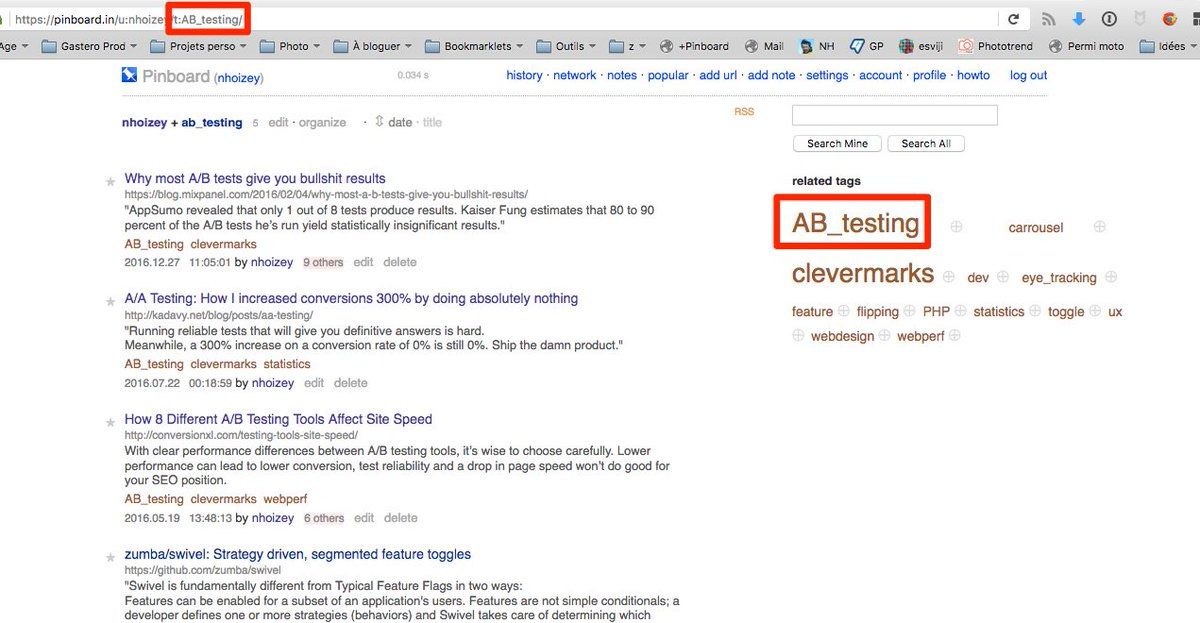 https://pinboard.in/u:nhoizey/t:AB_testing/
Age Gastero Prod Projets perso Photo À bloguer Bookmarklets Outils z +Pinboard Mail NH GP esviji Phototrend Permi moto Idées
Pinboard (nhoizey) 0.034 s history · network · notes · popular · add url · add note · settings · account · profile · howto log out
nhoizey + ab_testing 5 edit · organize · ⇕ date · title RSS
Search Mine Search All
related tags
AB_testing ⊕ carrousel ⊕
clevermarks ⊕ dev ⊕ eye_tracking ⊕
feature ⊕ flipping ⊕ PHP ⊕ statistics ⊕ toggle ⊕ ux
⊕ webdesign ⊕ webperf ⊕
Why most A/B tests give you bullshit results
https://blog.mixpanel.com/2016/02/04/why-most-a-b-tests-give-you-bullshit-results/
"AppSumo revealed that only 1 out of 8 tests produce results. Kaiser Fung estimates that 80 to 90
percent of the A/B tests he's run yield statistically insignificant results."
AB_testing clevermarks
2016.12.27 11:05:01 by nhoizey 9 others edit delete
A/A Testing: How I increased conversions 300% by doing absolutely nothing
http://kadavy.net/blog/posts/aa-testing/
"Running reliable tests that will give you definitive answers is hard.
Meanwhile, a 300% increase on a conversion rate of 0% is still 0%. Ship the damn product."
AB_testing clevermarks statistics
2016.07.22 00:18:59 by nhoizey edit delete
How 8 Different A/B Testing Tools Affect Site Speed
http://conversionxl.com/testing-tools-site-speed/
With clear performance differences between A/B testing tools, it's wise to choose carefully. Lower
performance can lead to lower conversion, test reliability and a drop in page speed won't do good for
your SEO position.
AB_testing clevermarks webperf
2016.05.19 13:48:13 by nhoizey 6 others edit delete
zumba/swivel: Strategy driven, segmented feature toggles
https://github.com/zumba/swivel
"Swivel is fundamentally different from Typical Feature Flags in two ways:
Features can be enabled for a subset of an application's users. Features are not simple conditionals; a
developer defines one or more strategies (behaviors) and Swivel takes care of determining which